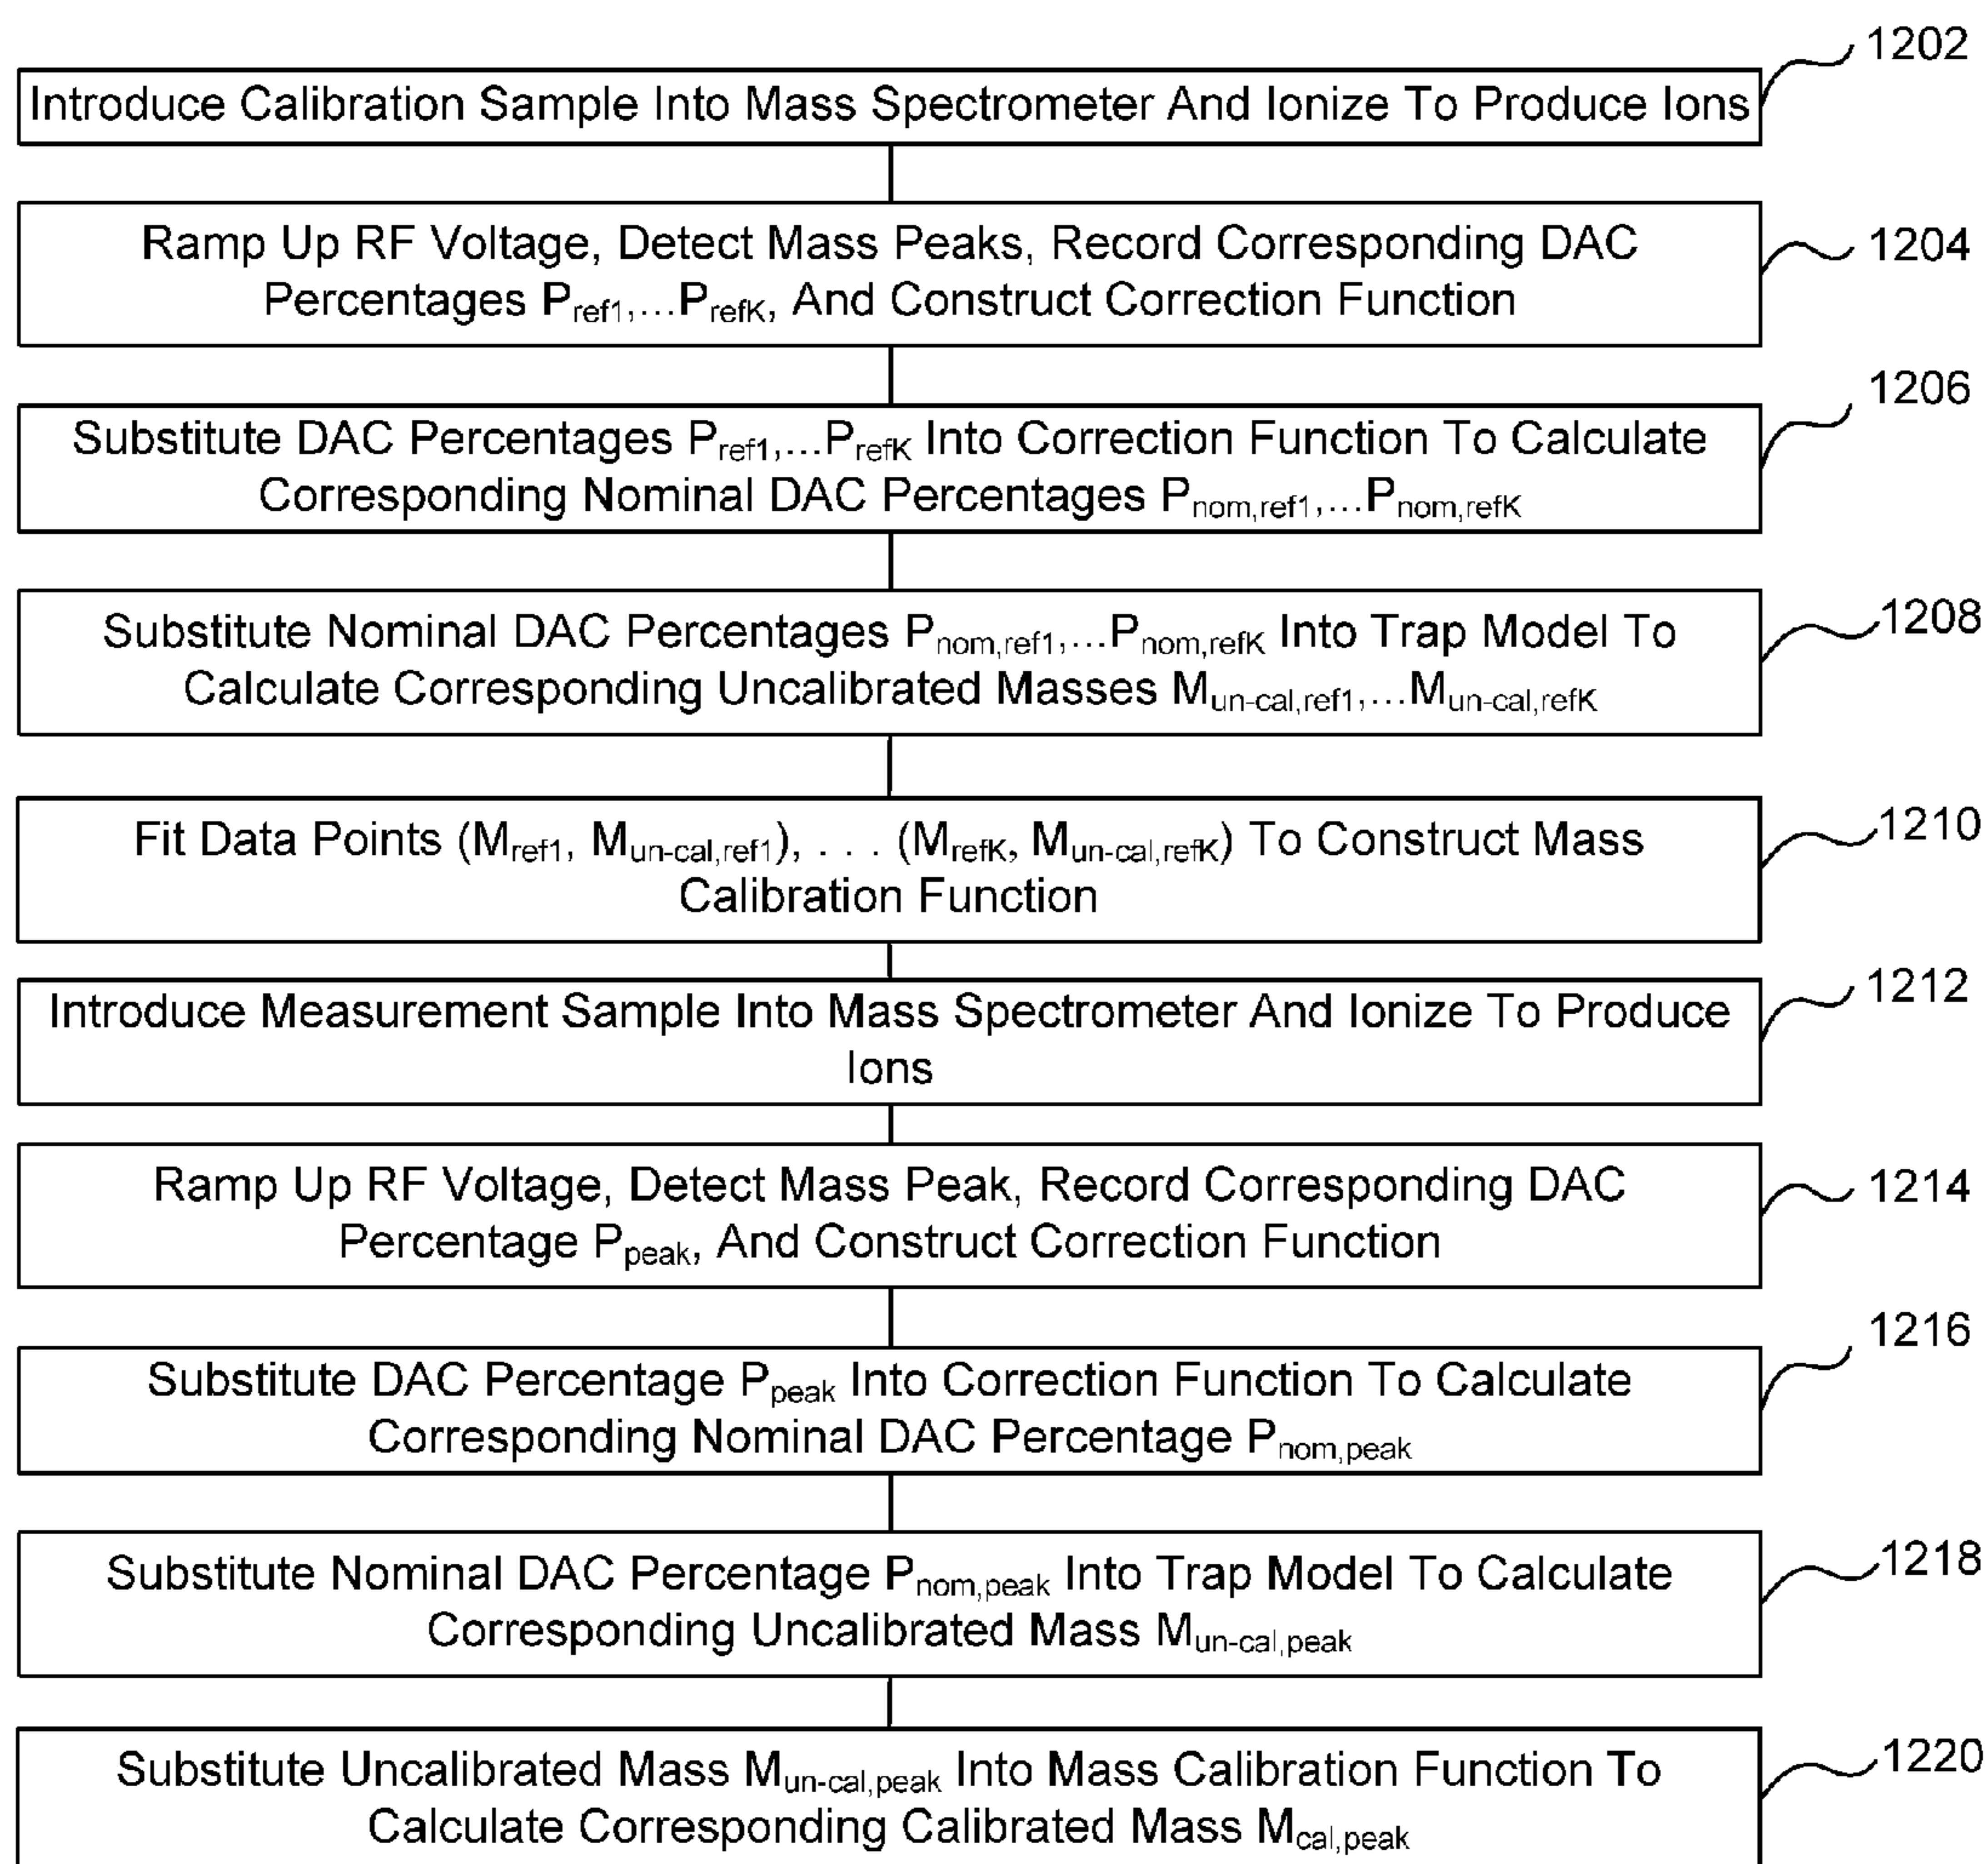 1202
Introduce Calibration Sample Into Mass Spectrometer And Ionize To Produce Ions
Ramp Up RF Voltage, Detect Mass Peaks, Record Corresponding DAC
Percentages Pref1,...PrefK, And Construct Correction Function
1204
1206
Substitute DAC Percentages Pref1,...PrefK Into Correction Function To Calculate
Corresponding Nominal DAC Percentages Pnom,ref1,...Pnom,refK
1208
Substitute Nominal DAC Percentages Pnom,ref1,...Pnom,refK Into Trap Model To
Calculate Corresponding Uncalibrated Masses Mun-cal,ref1,...Mun-cal,refK
1210
Fit Data Points (Mref1, Mun-cal,ref1), . . . (MrefK, Mun-cal,refK) To Construct Mass
Calibration Function
1212
Introduce Measurement Sample Into Mass Spectrometer And Ionize To Produce
Ions
Ramp Up RF Voltage, Detect Mass Peak, Record Corresponding DAC
Percentage Ppeak, And Construct Correction Function
1214
1216
Substitute DAC Percentage Ppeak Into Correction Function To Calculate
Corresponding Nominal DAC Percentage Pnom,peak
1218
Substitute Nominal DAC Percentage Pnom,peak Into Trap Model To Calculate
Corresponding Uncalibrated Mass Mun-cal,peak
1220
Substitute Uncalibrated Mass Mun-cal,peak Into Mass Calibration Function To
Calculate Corresponding Calibrated Mass Mcal,peak